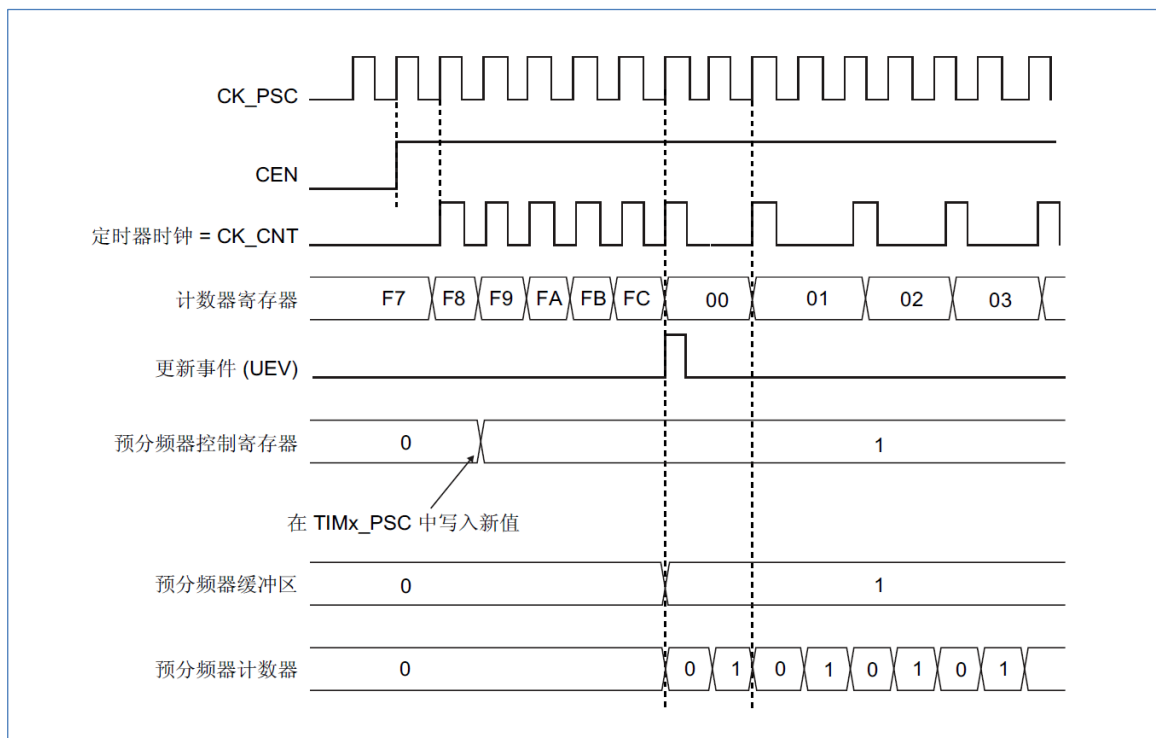 CK_PSC
CEN
定时器时钟 = CK_CNT
计数器寄存器 F7 F8 F9 FA FB FC 00 01 02 03
更新事件 (UEV)
预分频器控制寄存器 0 1
在 TIMx_PSC 中写入新值
预分频器缓冲区 0 1
预分频器计数器 0 0 1 0 1 0 1 0 1